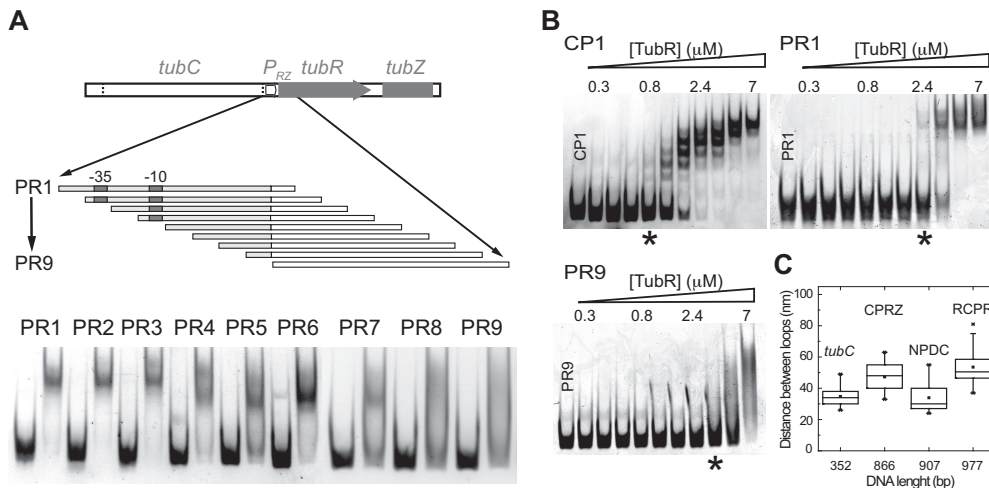 A
tubC P_RZ tubR tubZ
PR1
-35 -10
PR9
PR1 PR2 PR3 PR4 PR5 PR6 PR7 PR8 PR9
B
CP1
[TubR] (μM)
0.3 0.8 2.4 7
CP1
*
PR1
[TubR] (μM)
0.3 0.8 2.4 7
PR1
*
PR9
[TubR] (μM)
0.3 0.8 2.4 7
PR9
*
C
Distance between loops (nm)
100
80
60
40
20
0
tubC
CPRZ
NPDC
RCPR
352 866 907 977
DNA lenght (bp)